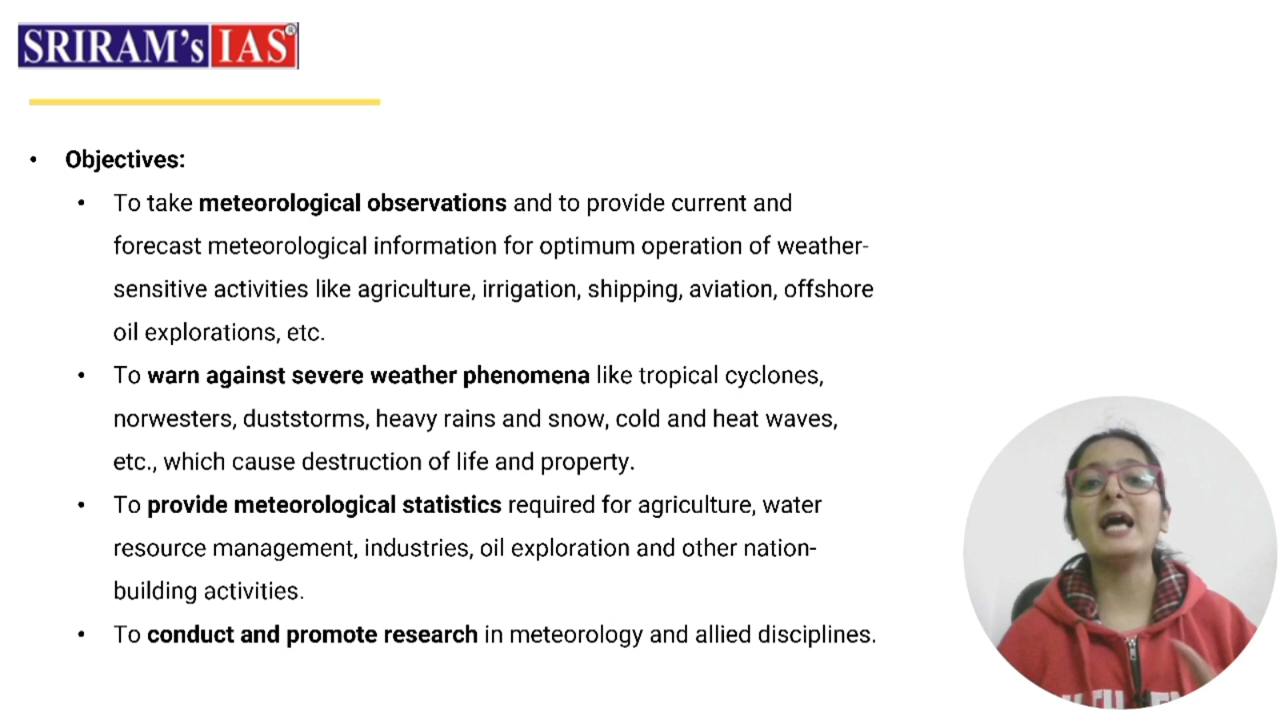 SRIRAM's IAS®
• Objectives:
• To take meteorological observations and to provide current and
forecast meteorological information for optimum operation of weather-
sensitive activities like agriculture, irrigation, shipping, aviation, offshore
oil explorations, etc.
• To warn against severe weather phenomena like tropical cyclones,
norwesters, duststorms, heavy rains and snow, cold and heat waves,
etc., which cause destruction of life and property.
• To provide meteorological statistics required for agriculture, water
resource management, industries, oil exploration and other nation-
building activities.
• To conduct and promote research in meteorology and allied disciplines.